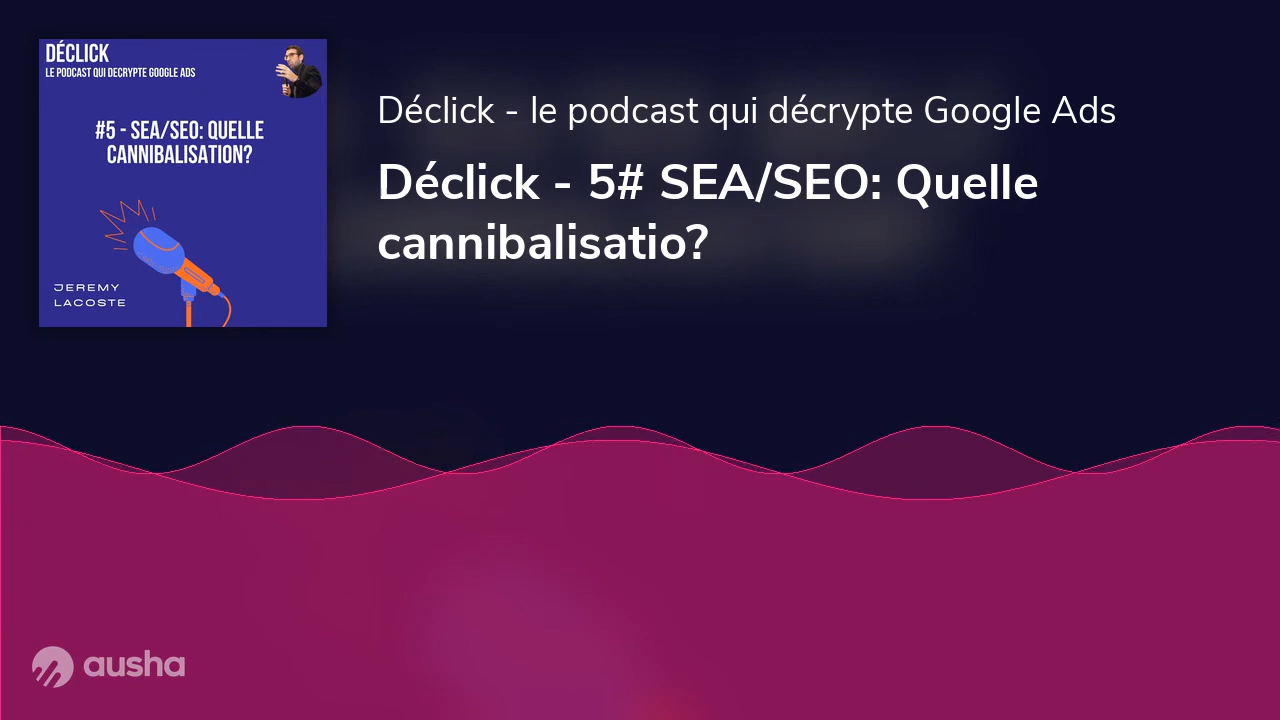 DÉCLICK
LE PODCAST QUI DECRYPTE GOOGLE ADS
#5 - SEA/SEO: QUELLE
CANNIBALISATION?
JEREMY
LACOSTE
Déclick - le podcast qui décrypte Google Ads
Déclick - 5# SEA/SEO: Quelle
cannibalisatio?
ausha